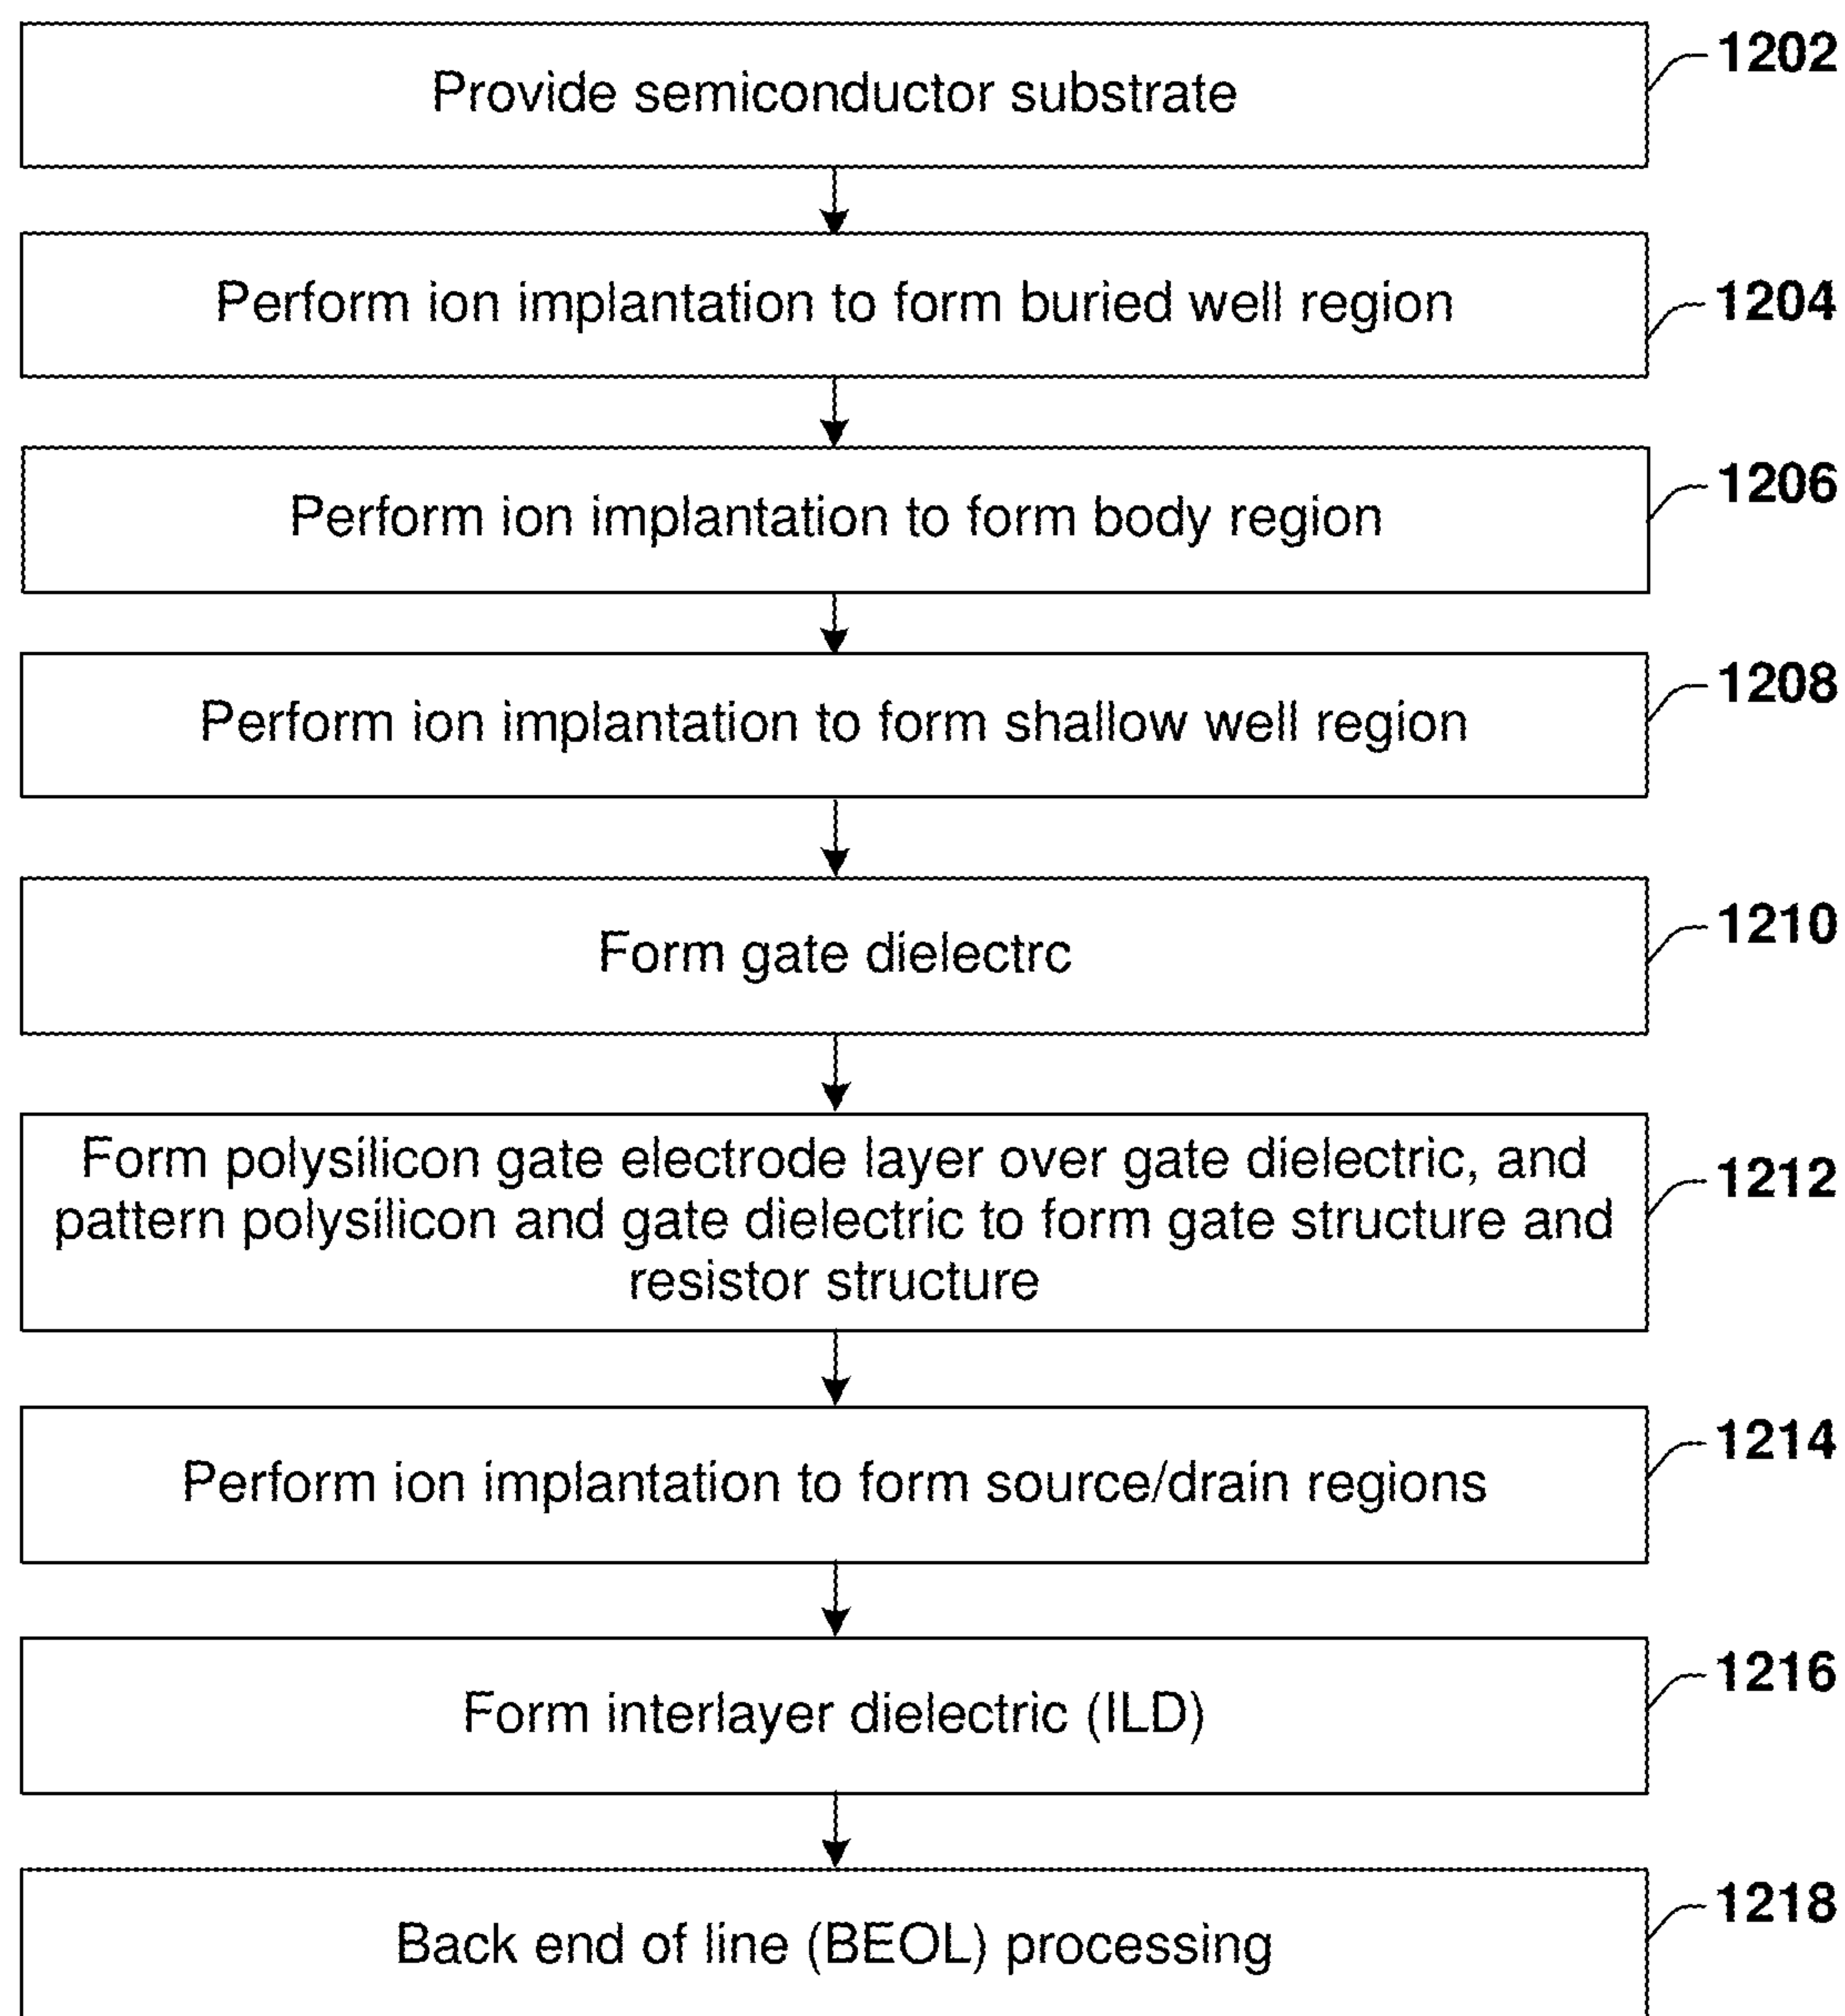 Provide semiconductor substrate
1202
Perform ion implantation to form buried well region
1204
Perform ion implantation to form body region
1206
Perform ion implantation to form shallow well region
1208
Form gate dielectrc
1210
Form polysilicon gate electrode layer over gate dielectric, and
pattern polysilicon and gate dielectric to form gate structure and
resistor structure
1212
Perform ion implantation to form source/drain regions
1214
Form interlayer dielectric (ILD)
1216
Back end of line (BEOL) processing
1218